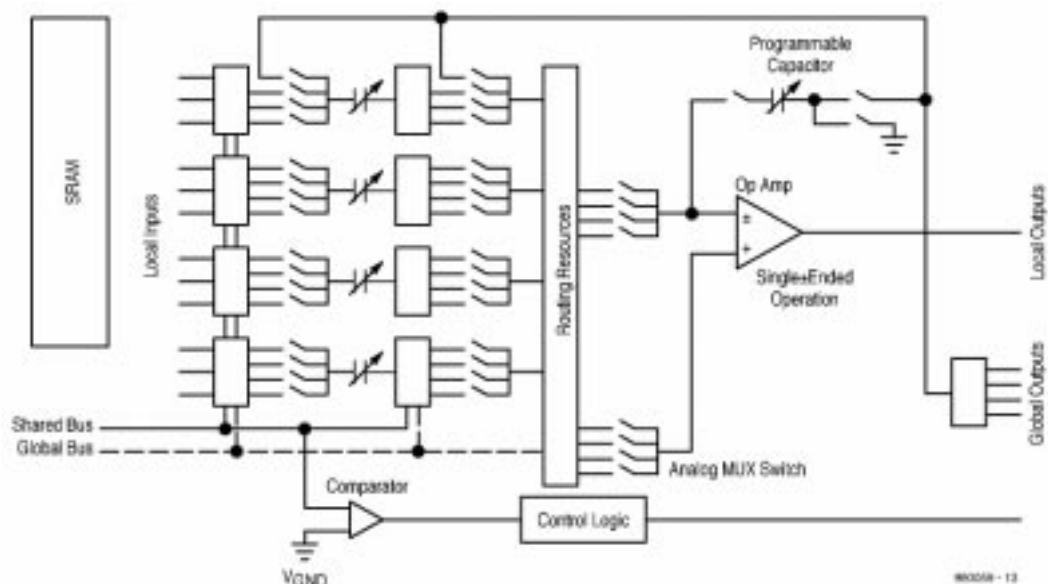 Programmable
Capacitor
SRAM
Local Inputs
Routing Resources
Op Amp
Single±Ended
Operation
Local Outputs
Global Outputs
Shared Bus
Global Bus
Analog MUX Switch
Comparator
Control Logic
VGND